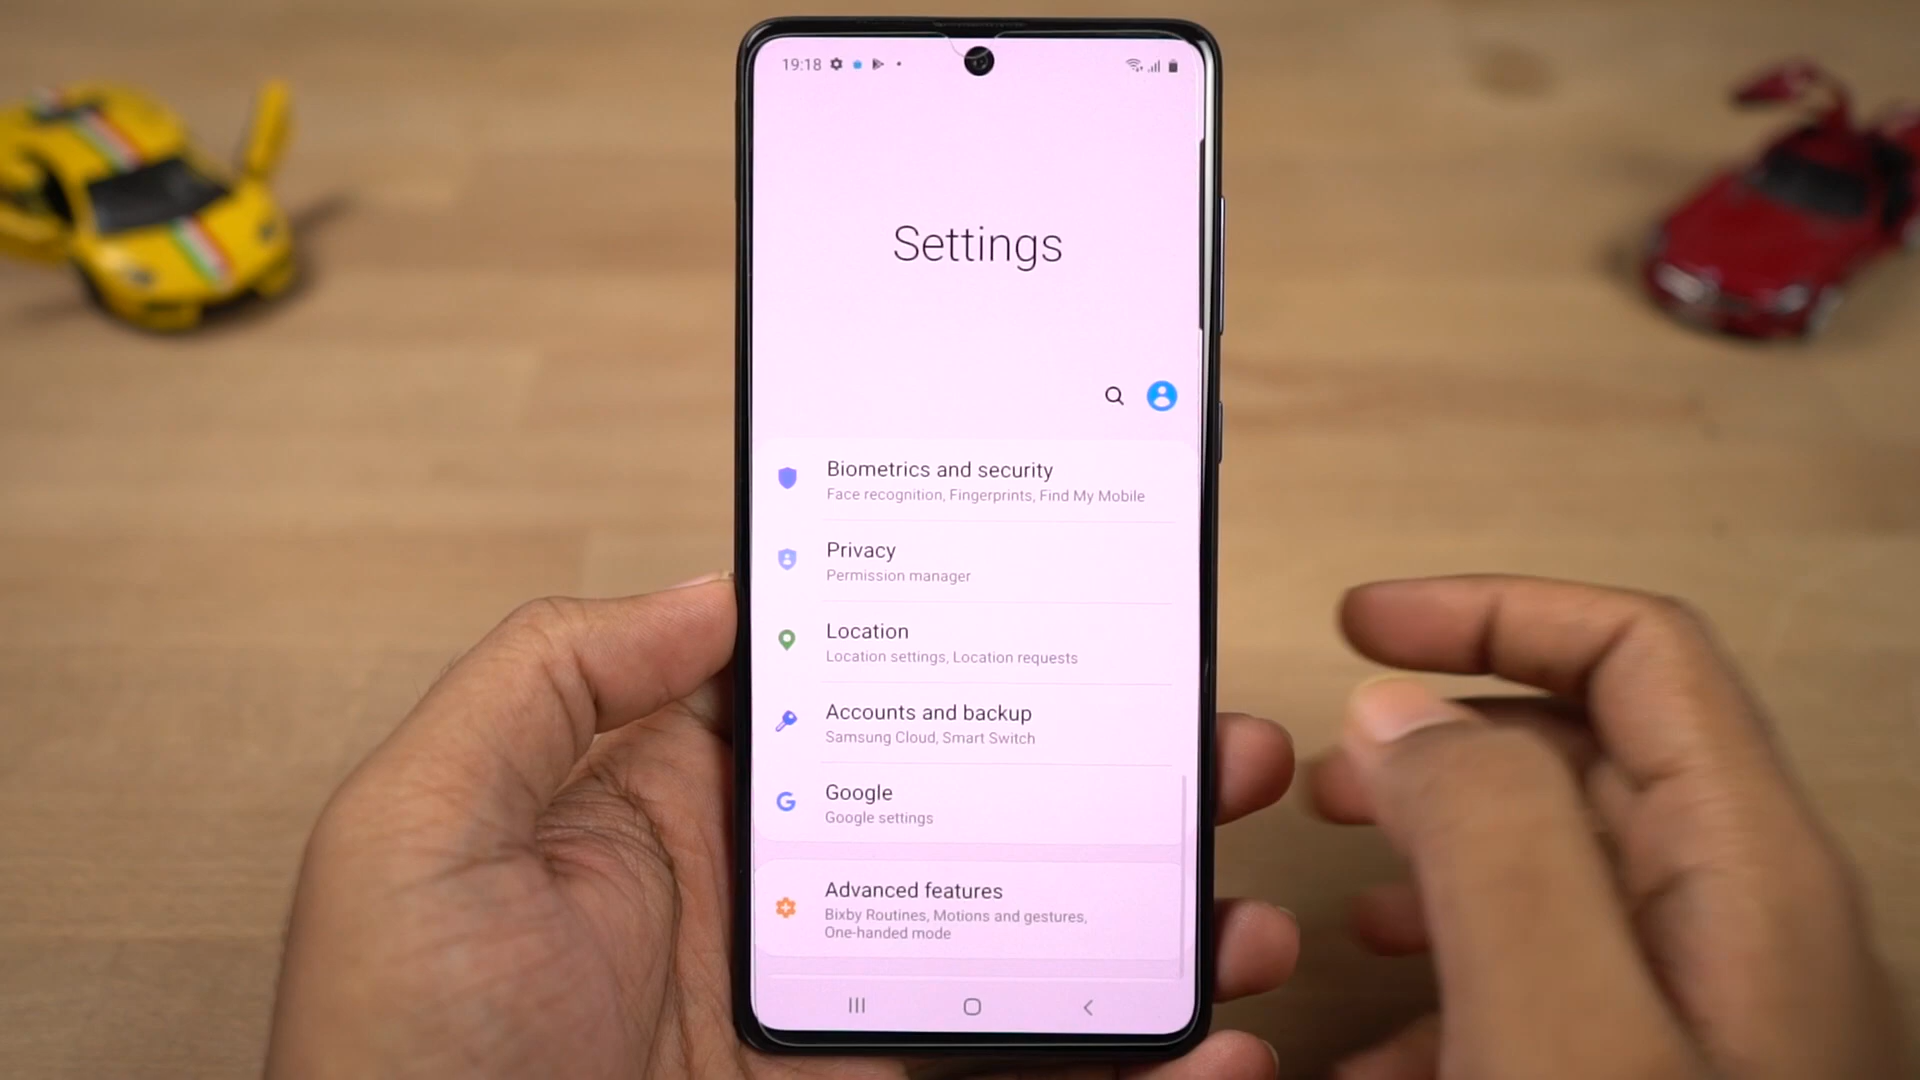 19:18
Settings
Biometrics and security
Face recognition, Fingerprints, Find My Mobile
Privacy
Permission manager
Location
Location settings, Location requests
Accounts and backup
Samsung Cloud, Smart Switch
Google
Google settings
Advanced features
Bixby Routines, Motions and gestures,
One-handed mode